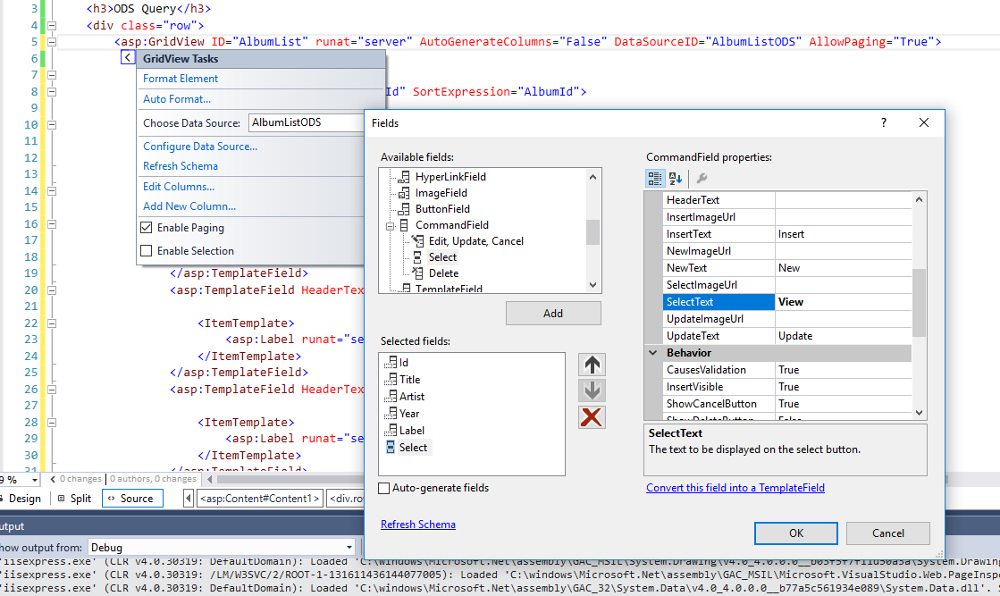 3 <h3>ODS Query</h3>
4 <div class="row">
5 <asp:GridView ID="AlbumList" runat="server" AutoGenerateColumns="False" DataSourceID="AlbumListODS" AllowPaging="True">
6
GridView Tasks
Format Element
Auto Format...
Choose Data Source: AlbumListODS
Configure Data Source...
Refresh Schema
Edit Columns...
Add New Column...
Enable Paging
Enable Selection
7
8 Id" SortExpression="AlbumId">
9
10
11
12
13
14
15
16
17
18
19 </asp:TemplateField>
20 <asp:TemplateField HeaderTex
21
22 <ItemTemplate>
23 <asp:Label runat="se
24 </ItemTemplate>
25 </asp:TemplateField>
26 <asp:TemplateField HeaderTex
27
28 <ItemTemplate>
29 <asp:Label runat="se
30 </ItemTemplate>
31 </asp:TemplateField>
Fields
?
Available fields:
HyperLinkField
ImageField
ButtonField
CommandField
Edit, Update, Cancel
Select
Delete
TemplateField
Add
Selected fields:
Id
Title
Artist
Year
Label
Select
Auto-generate fields
Refresh Schema
CommandField properties:
HeaderText
InsertImageUrl
InsertText Insert
NewImageUrl
NewText New
SelectImageUrl
SelectText View
UpdateImageUrl
UpdateText Update
Behavior
CausesValidation True
InsertVisible True
ShowCancelButton True
ShowDeleteButton False
SelectText
The text to be displayed on the select button.
Convert this field into a TemplateField
OK
Cancel
9 % 0 changes | 0 authors, 0 changes
Design Split Source <asp:Content#Content1> <div.ro
utput
how output from: Debug
'iisexpress.exe' (CLR v4.0.30319: DefaultDomain): Loaded 'C:\Windows\Microsoft.Net\assembly\GAC_MSIL\System.Drawing\v4.0_4.0.0.0__b03f5f7f11d50a3a\System.Drawing
'iisexpress.exe' (CLR v4.0.30319: /LM/W3SVC/2/ROOT-1-131611436144077005): Loaded 'C:\Windows\Microsoft.Net\assembly\GAC_MSIL\Microsoft.VisualStudio.Web.PageInspe
'iisexpress.exe' (CLR v4.0.30319: DefaultDomain): Loaded 'C:\Windows\Microsoft.Net\assembly\GAC_32\System.Data\v4.0_4.0.0.0__b77a5c561934e089\System.Data.dll'.